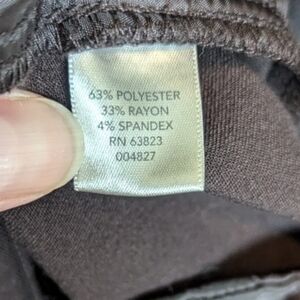 63% POLYESTER
33% RAYON
4% SPANDEX
RN 63823
004827